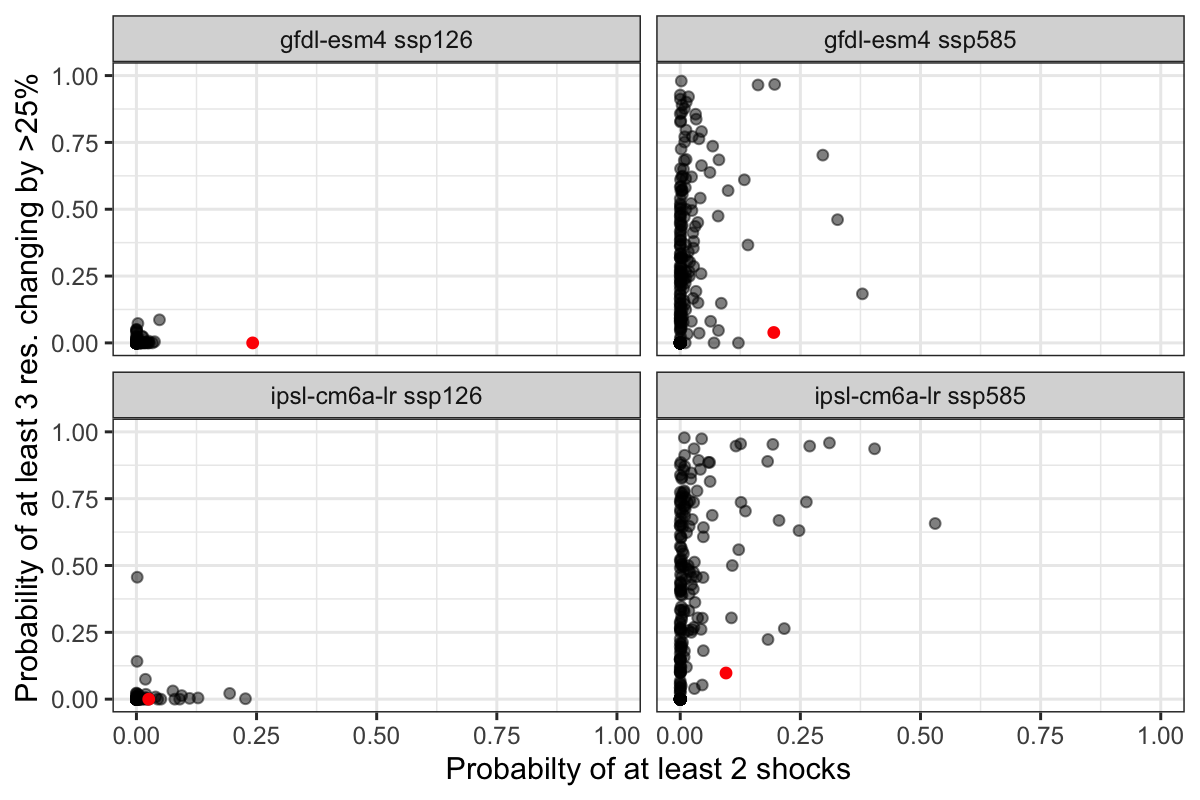 gfdl-esm4 ssp126
gfdl-esm4 ssp585
1.00
0.75
0.50
0.25
0.00
ipsl-cm6a-lr ssp126
ipsl-cm6a-lr ssp585
1.00
0.75
0.50
0.25
0.00
0.00 0.25 0.50 0.75 1.00
0.00 0.25 0.50 0.75 1.00
Probabilty of at least 2 shocks
Probability of at least 3 res. changing by >25%